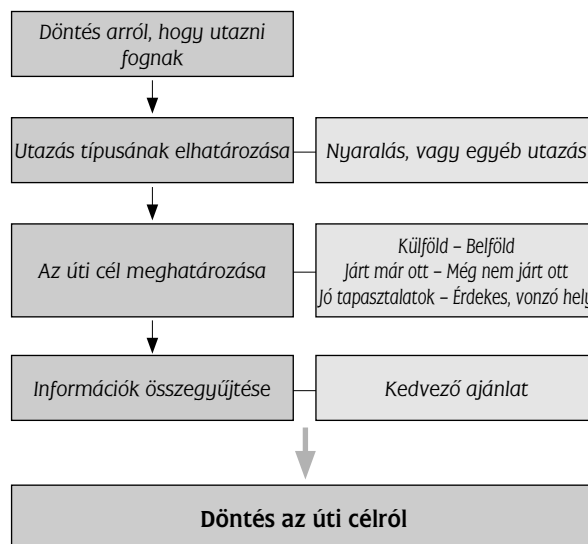 Döntés arról, hogy utazni
fognak
Utazás típusának elhatározása
Nyaralás, vagy egyéb utazás
Az úti cél meghatározása
Külföld – Belföld
Járt már ott – Még nem járt ott
Jó tapasztalatok – Érdekes, vonzó hely
Információk összegyűjtése
Kedvező ajánlat
Döntés az úti célról